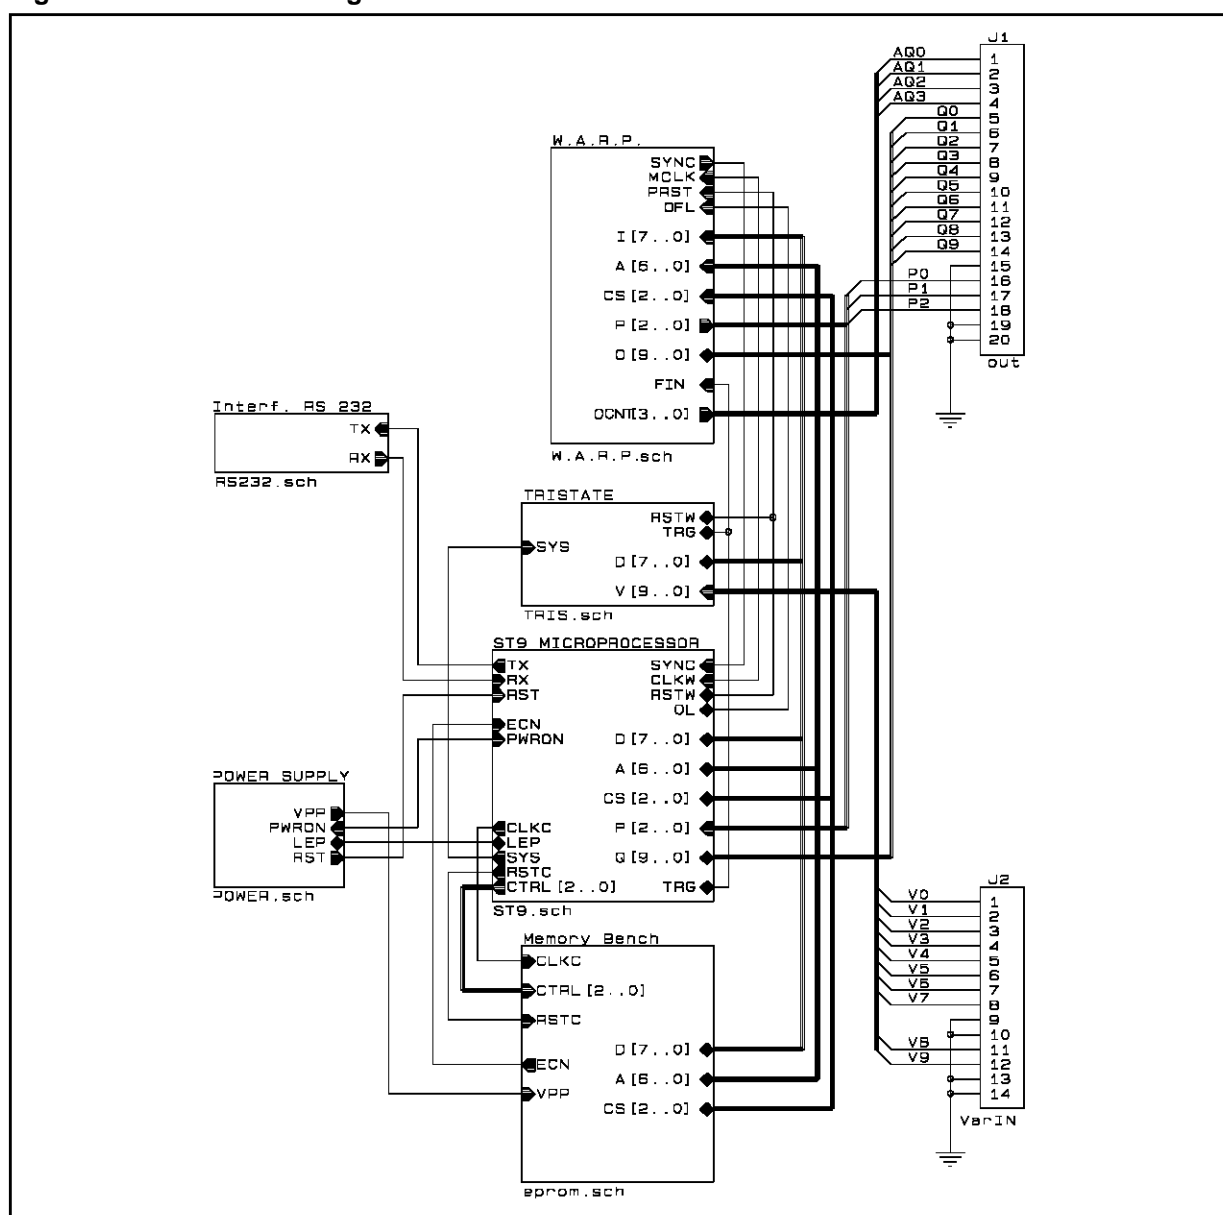 J1
AQ0
AQ1
AQ2
AQ3
Q0
Q1
Q2
Q3
Q4
Q5
Q6
Q7
Q8
Q9
P0
P1
P2
1
2
3
4
5
6
7
8
9
10
11
12
13
14
15
16
17
18
19
20
out
W.A.R.P.
SYNC
MCLK
PRST
OFL
I[7..0]
A[6..0]
CS[2..0]
P[2..0]
O[9..0]
FIN
OCNT[3..0]
W.A.R.P.sch
Interf. RS 232
TX
RX
RS232.sch
TRISTATE
RSTW
TRG
SYS
D[7..0]
V[9..0]
TRIS.sch
ST9 MICROPROCESSOR
TX
RX
RST
ECN
PWRON
CLKC
LEP
SYS
RSTC
CTRL[2..0]
SYNC
CLKW
RSTW
OL
D[7..0]
A[6..0]
CS[2..0]
P[2..0]
Q[9..0]
TRG
ST9.sch
POWER SUPPLY
VPP
PWRON
LEP
RST
POWER.sch
Memory Bench
CLKC
CTRL[2..0]
RSTC
ECN
VPP
D[7..0]
A[6..0]
CS[2..0]
eprom.sch
J2
V0
V1
V2
V3
V4
V5
V6
V7
V8
V9
1
2
3
4
5
6
7
8
9
10
11
12
13
14
VarIN